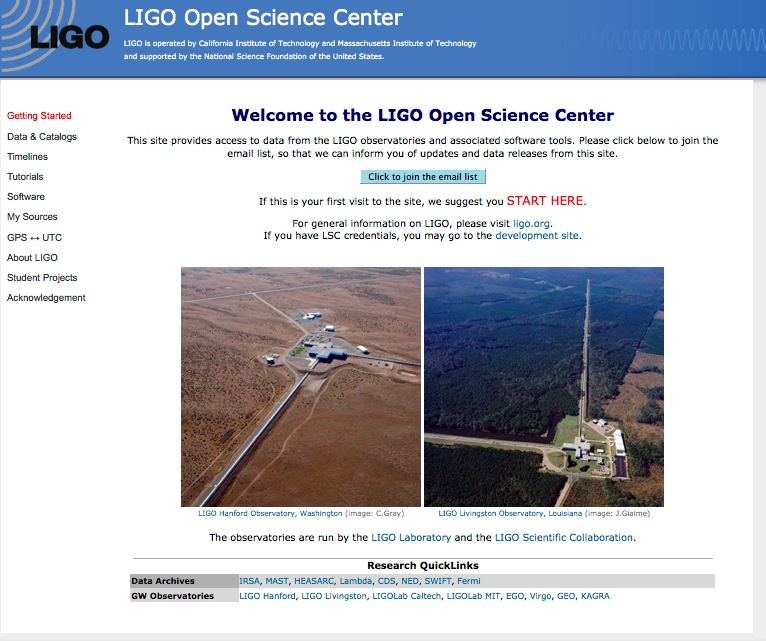 LIGO
LIGO Open Science Center
LIGO is operated by California Institute of Technology and Massachusetts Institute of Technology
and supported by the National Science Foundation of the United States.
Getting Started
Data & Catalogs
Timelines
Tutorials
Software
My Sources
GPS ↔ UTC
About LIGO
Student Projects
Acknowledgement
Welcome to the LIGO Open Science Center
This site provides access to data from the LIGO observatories and associated software tools. Please click below to join the
email list, so that we can inform you of updates and data releases from this site.
Click to join the email list
If this is your first visit to the site, we suggest you START HERE.
For general information on LIGO, please visit ligo.org.
If you have LSC credentials, you may go to the development site.
LIGO Hanford Observatory, Washington (image: C.Gray)
LIGO Livingston Observatory, Louisiana (image: J.Giaime)
The observatories are run by the LIGO Laboratory and the LIGO Scientific Collaboration.
Research QuickLinks
Data Archives IRSA, MAST, HEASARC, Lambda, CDS, NED, SWIFT, Fermi
GW Observatories LIGO Hanford, LIGO Livingston, LIGOLab Caltech, LIGOLab MIT, EGO, Virgo, GEO, KAGRA